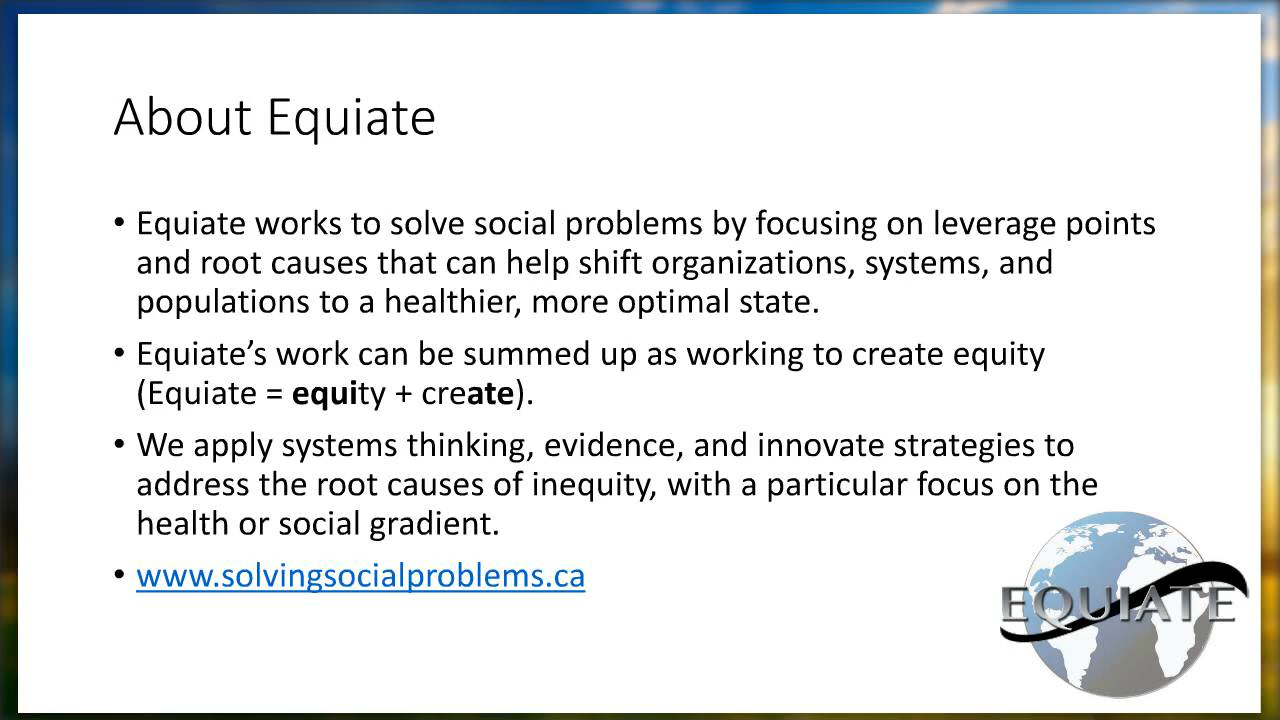 About Equiate
• Equiate works to solve social problems by focusing on leverage points
and root causes that can help shift organizations, systems, and
populations to a healthier, more optimal state.
• Equiate’s work can be summed up as working to create equity
(Equiate = equity + create).
• We apply systems thinking, evidence, and innovate strategies to
address the root causes of inequity, with a particular focus on the
health or social gradient.
• www.solvingsocialproblems.ca
EQUIATE